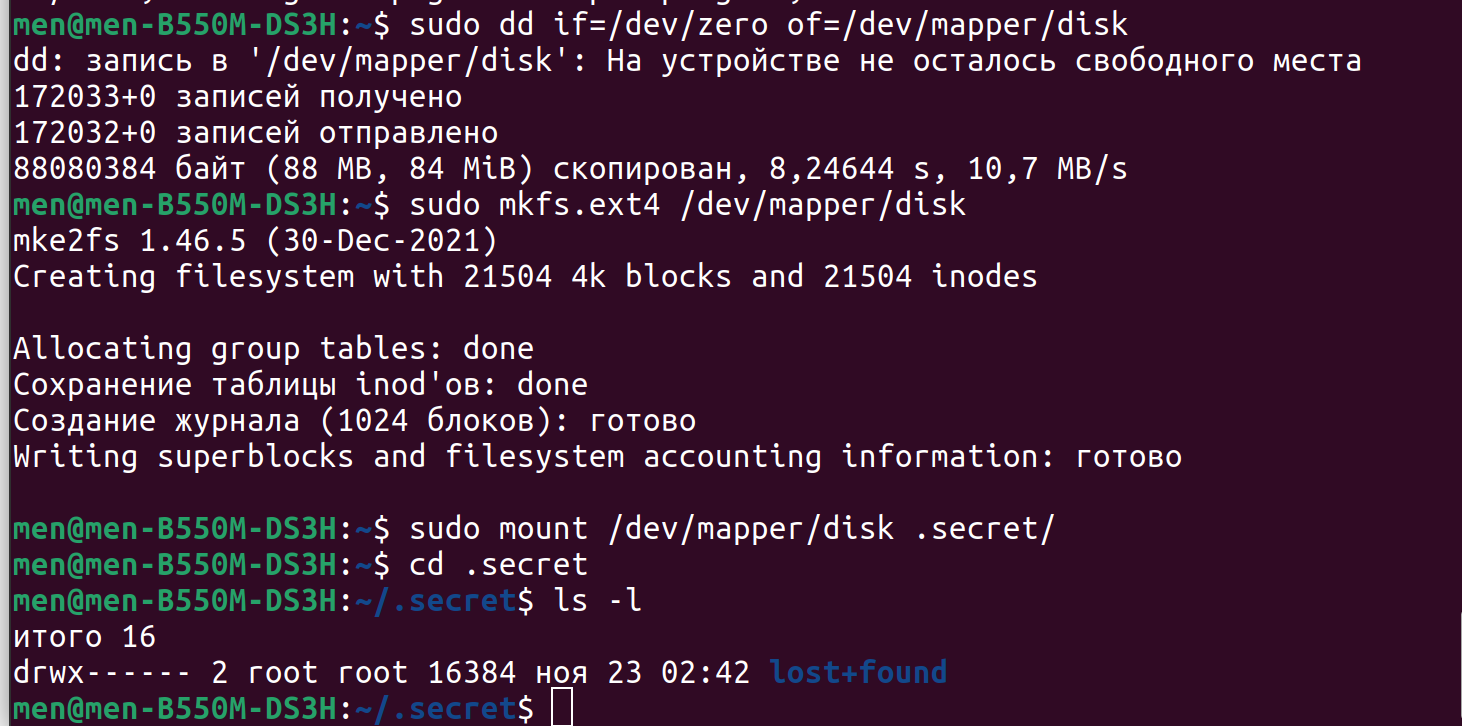 men@men-B550M-DS3H:~$ sudo dd if=/dev/zero of=/dev/mapper/disk
dd: запись в '/dev/mapper/disk': На устройстве не осталось свободного места
172033+0 записей получено
172032+0 записей отправлено
88080384 байт (88 MB, 84 MiB) скопирован, 8,24644 s, 10,7 MB/s
men@men-B550M-DS3H:~$ sudo mkfs.ext4 /dev/mapper/disk
mke2fs 1.46.5 (30-Dec-2021)
Creating filesystem with 21504 4k blocks and 21504 inodes
Allocating group tables: done
Сохранение таблицы inod'ов: done
Создание журнала (1024 блоков): готово
Writing superblocks and filesystem accounting information: готово
men@men-B550M-DS3H:~$ sudo mount /dev/mapper/disk .secret/
men@men-B550M-DS3H:~$ cd .secret
men@men-B550M-DS3H:~/.secret$ ls -l
итого 16
drwx------ 2 root root 16384 ноя 23 02:42 lost+found
men@men-B550M-DS3H:~/.secret$